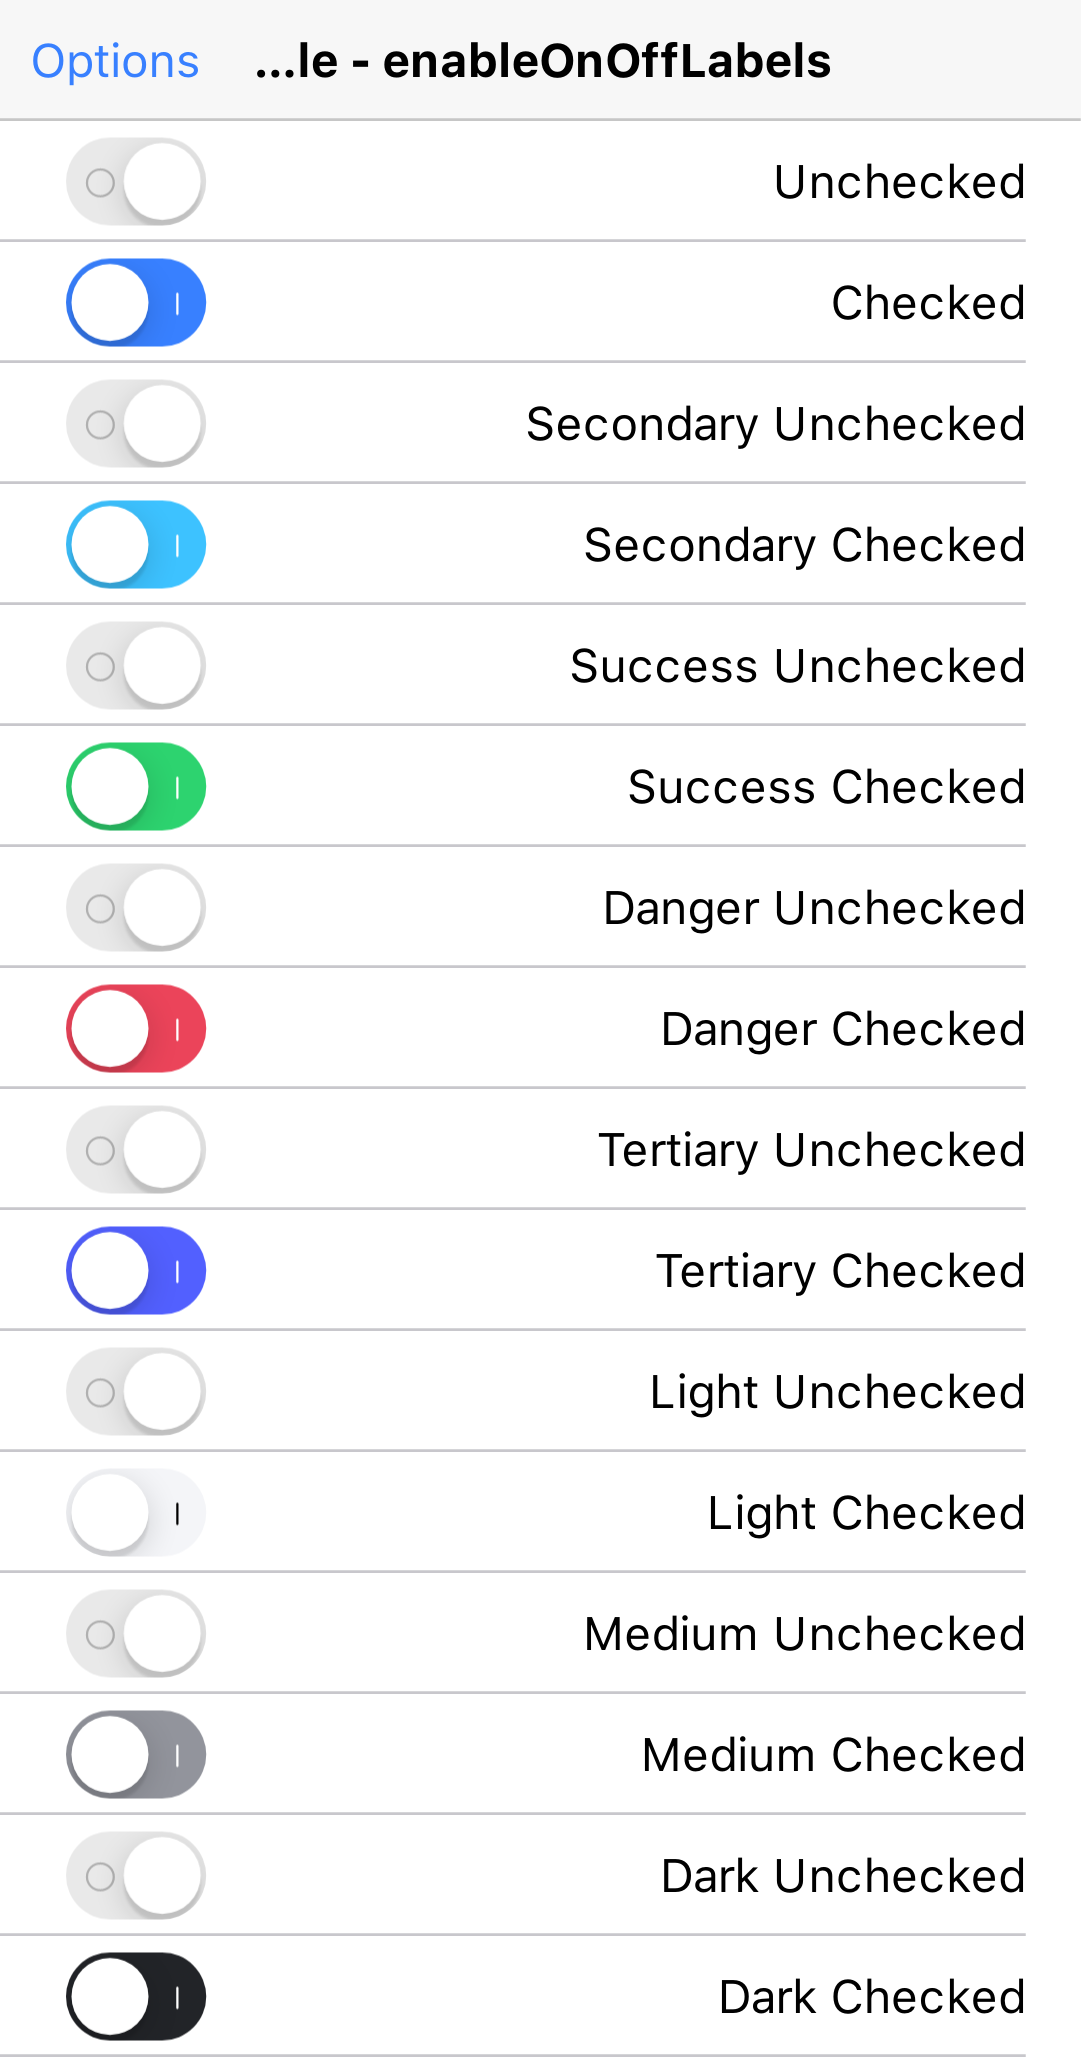 Options ...le - enableOnOffLabels
Unchecked
Checked
Secondary Unchecked
Secondary Checked
Success Unchecked
Success Checked
Danger Unchecked
Danger Checked
Tertiary Unchecked
Tertiary Checked
Light Unchecked
Light Checked
Medium Unchecked
Medium Checked
Dark Unchecked
Dark Checked